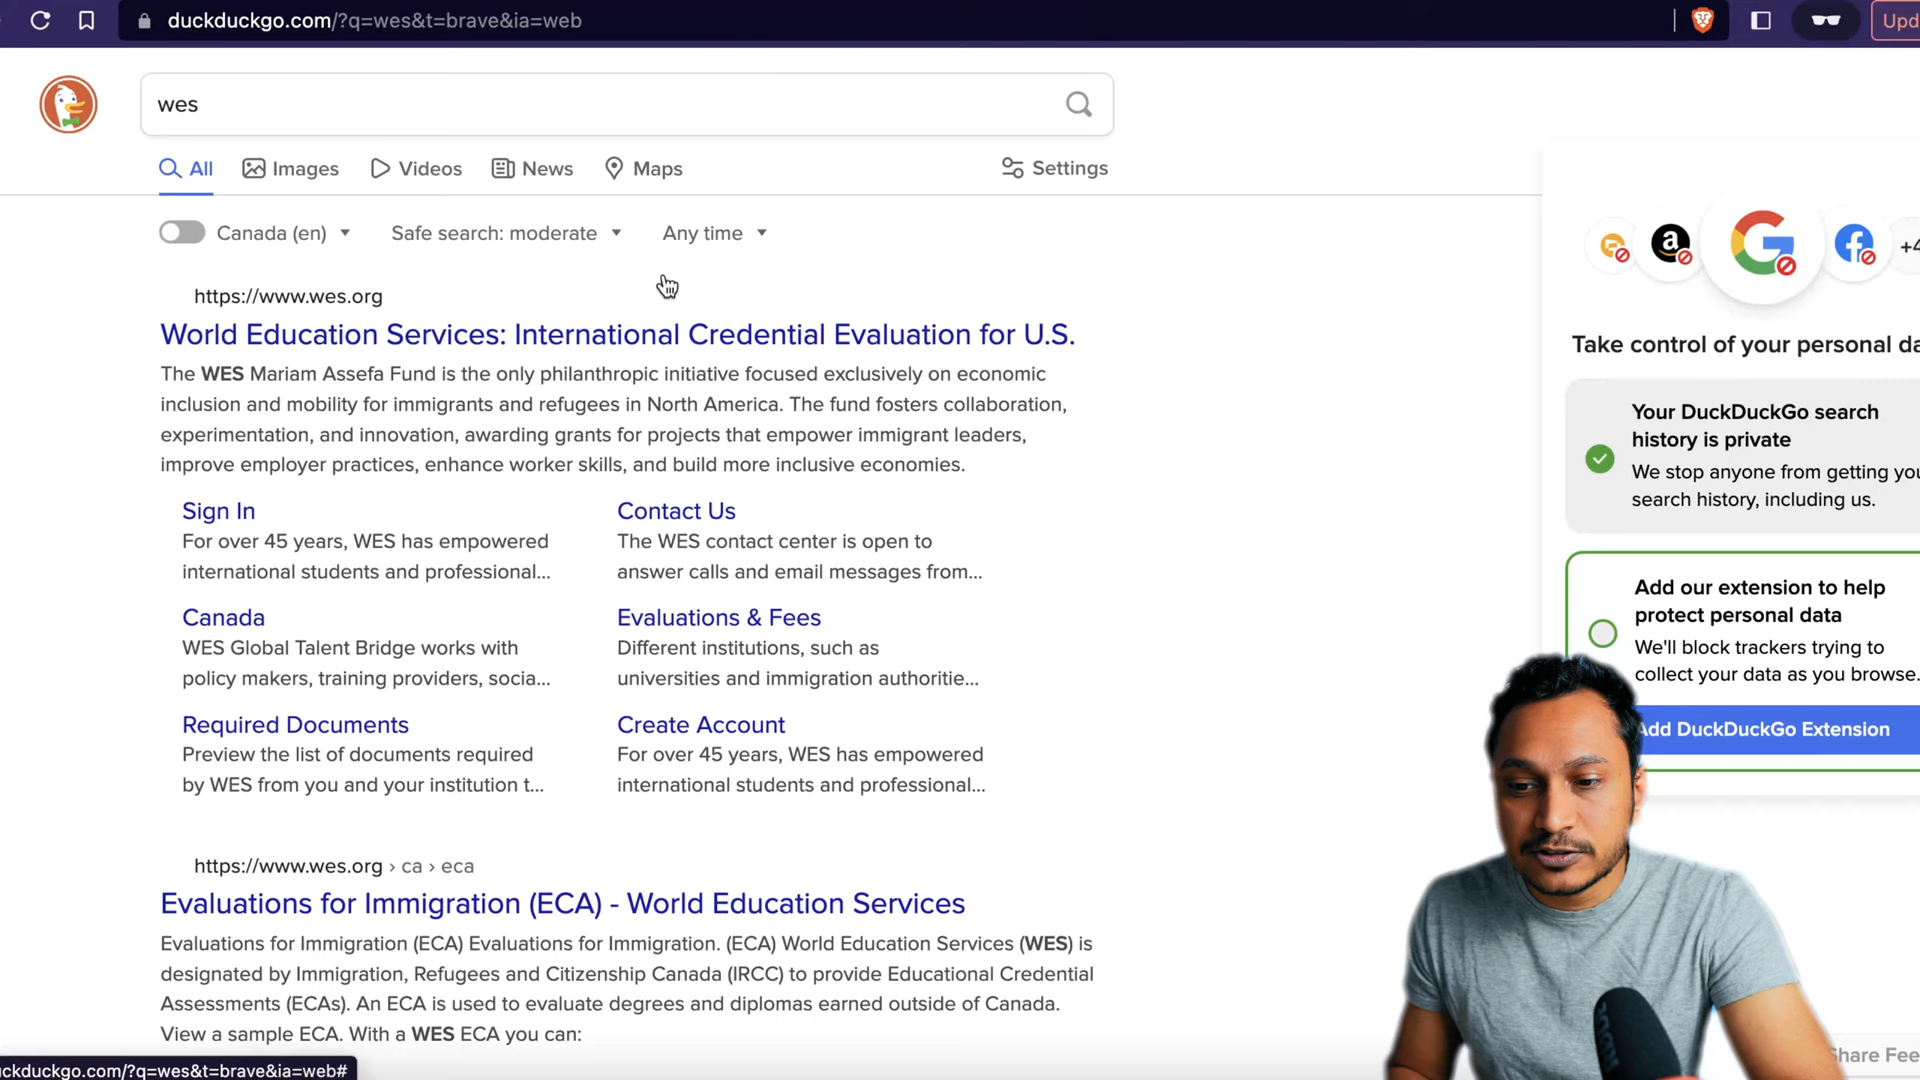 duckduckgo.com/?q=wes&t=brave&ia=web
Upd
wes
All Images Videos News Maps Settings
Canada (en) Safe search: moderate Any time
https://www.wes.org
World Education Services: International Credential Evaluation for U.S.
The WES Mariam Assefa Fund is the only philanthropic initiative focused exclusively on economic
inclusion and mobility for immigrants and refugees in North America. The fund fosters collaboration,
experimentation, and innovation, awarding grants for projects that empower immigrant leaders,
improve employer practices, enhance worker skills, and build more inclusive economies.
Sign In
For over 45 years, WES has empowered
international students and professional...
Contact Us
The WES contact center is open to
answer calls and email messages from...
Canada
WES Global Talent Bridge works with
policy makers, training providers, socia...
Evaluations & Fees
Different institutions, such as
universities and immigration authoritie...
Required Documents
Preview the list of documents required
by WES from you and your institution t...
Create Account
For over 45 years, WES has empowered
international students and professional...
https://www.wes.org › ca › eca
Evaluations for Immigration (ECA) - World Education Services
Evaluations for Immigration (ECA) Evaluations for Immigration. (ECA) World Education Services (WES) is
designated by Immigration, Refugees and Citizenship Canada (IRCC) to provide Educational Credential
Assessments (ECAs). An ECA is used to evaluate degrees and diplomas earned outside of Canada.
View a sample ECA. With a WES ECA you can:
+4
Take control of your personal da
Your DuckDuckGo search
history is private
We stop anyone from getting you
search history, including us.
Add our extension to help
protect personal data
We'll block trackers trying to
collect your data as you browse.
Add DuckDuckGo Extension
Share Fee
uckduckgo.com/?q=wes&t=brave&ia=web#